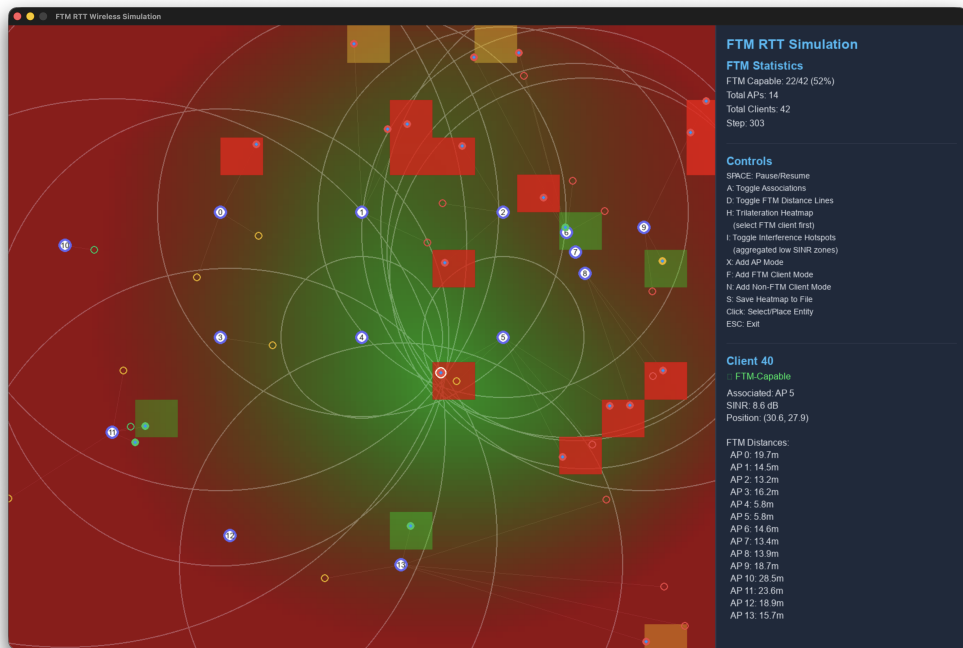 FTM RTT Wireless Simulation
FTM RTT Simulation
FTM Statistics
FTM Capable: 22/42 (52%)
Total APs: 14
Total Clients: 42
Step: 303
Controls
SPACE: Pause/Resume
A: Toggle Associations
D: Toggle FTM Distance Lines
H: Trilateration Heatmap
(select FTM client first)
I: Toggle Interference Hotspots
(aggregated low SINR zones)
X: Add AP Mode
F: Add FTM Client Mode
N: Add Non-FTM Client Mode
S: Save Heatmap to File
Click: Select/Place Entity
ESC: Exit
Client 40
FTM-Capable
Associated: AP 5
SINR: 8.6 dB
Position: (30.6, 27.9)
FTM Distances:
AP 0: 19.7m
AP 1: 14.5m
AP 2: 13.2m
AP 3: 16.2m
AP 4: 5.8m
AP 5: 5.8m
AP 6: 14.6m
AP 7: 13.4m
AP 8: 13.9m
AP 9: 18.7m
AP 10: 28.5m
AP 11: 23.6m
AP 12: 18.9m
AP 13: 15.7m
0
1
2
9
6
10
7
8
3
4
5
11
12
13